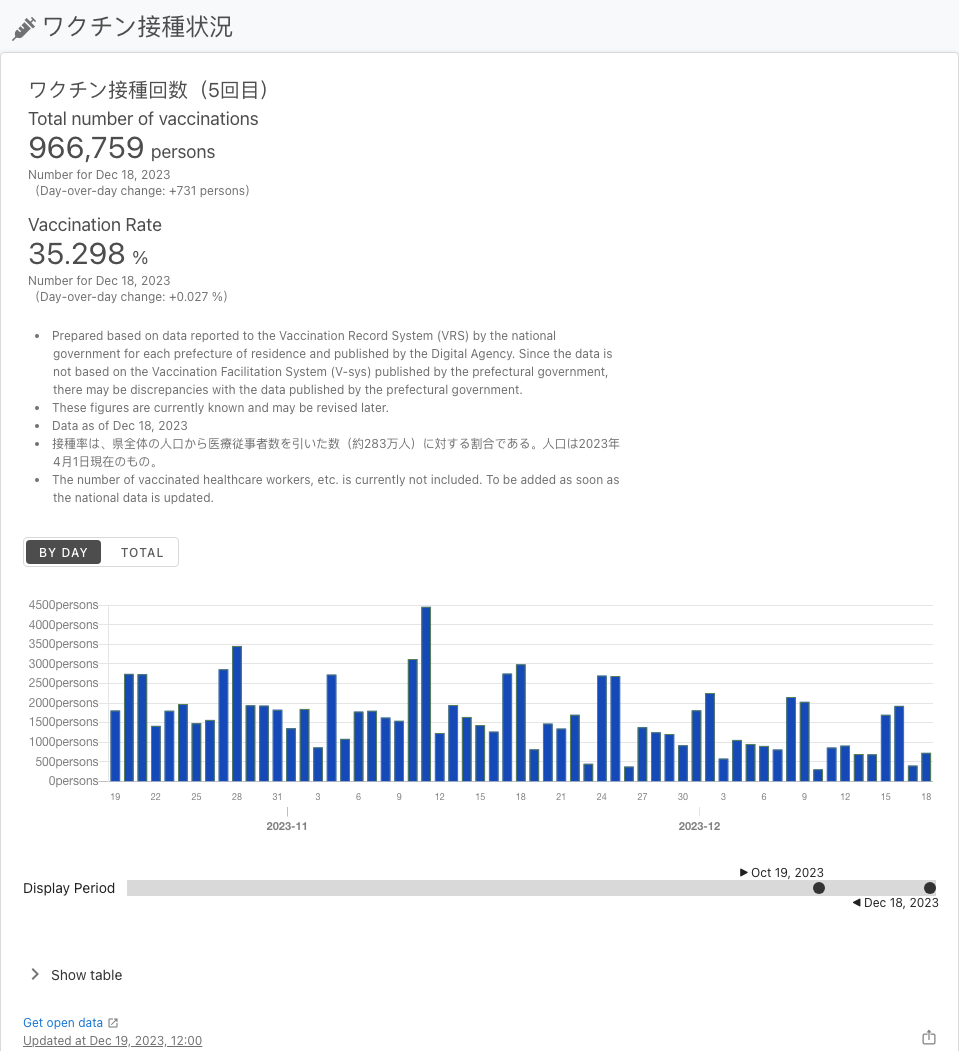 ワクチン接種状況
ワクチン接種回数（5回目）
Total number of vaccinations
966,759 persons
Number for Dec 18, 2023
（Day-over-day change: +731 persons）
Vaccination Rate
35.298 %
Number for Dec 18, 2023
（Day-over-day change: +0.027 %）
• Prepared based on data reported to the Vaccination Record System (VRS) by the national
government for each prefecture of residence and published by the Digital Agency. Since the data is
not based on the Vaccination Facilitation System (V-sys) published by the prefectural government,
there may be discrepancies with the data published by the prefectural government.
• These figures are currently known and may be revised later.
• Data as of Dec 18, 2023
• 接種率は、県全体の人口から医療従事者数を引いた数（約283万人）に対する割合である。人口は2023年
4月1日現在のもの。
• The number of vaccinated healthcare workers, etc. is currently not included. To be added as soon as
the national data is updated.
BY DAY TOTAL
4500persons
4000persons
3500persons
3000persons
2500persons
2000persons
1500persons
1000persons
500persons
0persons
19 22 25 28 31 3 6 9 12 15 18 21 24 27 30 3 6 9 12 15 18
2023-11 2023-12
Oct 19, 2023
Display Period
Dec 18, 2023
Show table
Get open data
Updated at Dec 19, 2023, 12:00